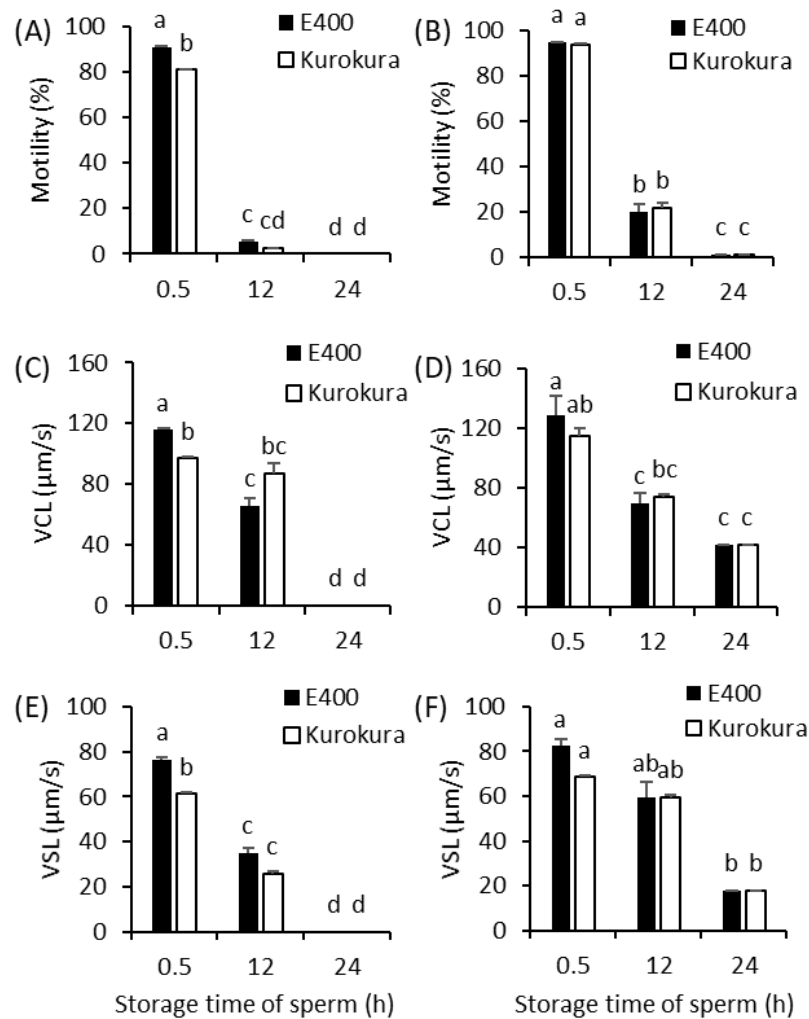 (A)
E400
Kurokura
Motility (%)
100
80
60
40
20
0
a
b
c
cd
d d
0.5 12 24
(B)
E400
Kurokura
Motility (%)
100
80
60
40
20
0
a a
b b
c c
0.5 12 24
(C)
E400
Kurokura
VCL (µm/s)
160
120
80
40
0
a
b
c
bc
d d
0.5 12 24
(D)
E400
Kurokura
VCL (µm/s)
160
120
80
40
0
a
ab
c
bc
c c
0.5 12 24
(E)
E400
Kurokura
VSL (µm/s)
100
80
60
40
20
0
a
b
c c
d d
0.5 12 24
Storage time of sperm (h)
(F)
E400
Kurokura
VSL (µm/s)
100
80
60
40
20
0
a
a
ab ab
b b
0.5 12 24
Storage time of sperm (h)